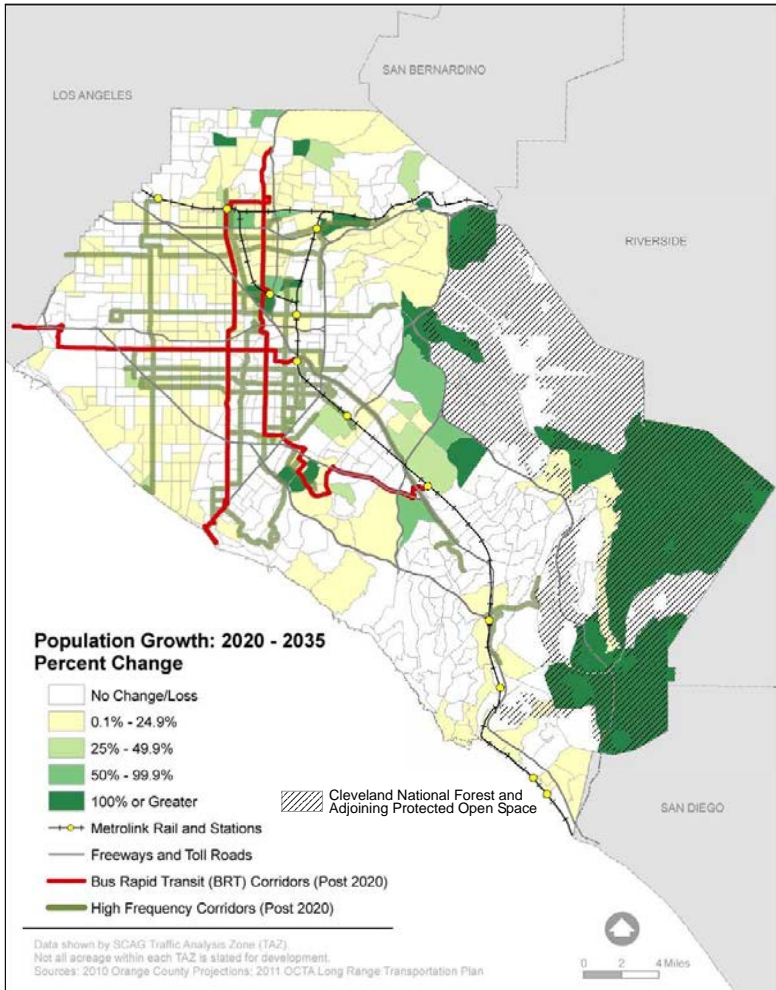 SAN BERNARDINO
LOS ANGELES
RIVERSIDE
Population Growth: 2020 - 2035
Percent Change
No Change/Loss
0.1% - 24.9%
25% - 49.9%
50% - 99.9%
100% or Greater
Cleveland National Forest and
Adjoining Protected Open Space
Metrolink Rail and Stations
SAN DIEGO
Freeways and Toll Roads
Bus Rapid Transit (BRT) Corridors (Post 2020)
High Frequency Corridors (Post 2020)
Data shown by SCAG Traffic Analysis Zone (TAZ).
Not all acreage within each TAZ is slated for development.
Sources: 2010 Orange County Projections; 2011 OCTA Long Range Transportation Plan
0 2 4 Miles